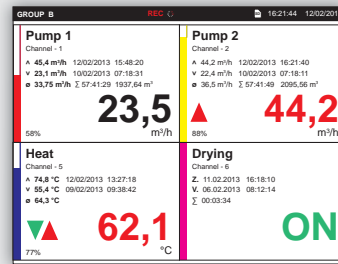 GROUP B REC 16:21:44 12/02/201
Pump 1
Channel - 1
ʌ 45,4 m³/h 12/02/2013 15:48:20
v 23,1 m³/h 10/02/2013 07:18:31
ø 33,75 m³/h ∑ 57:41:29 1937,64 m³
23,5
58% m³/h
Pump 2
Channel - 2
ʌ 44,2 m³/h 12/02/2013 16:21:40
v 22,4 m³/h 10/02/2013 07:18:11
ø 36,5 m³/h ∑ 57:41:49 2095,56 m³
44,2
88% m³/h
Heat
Channel - 5
ʌ 74,8 °C 12/02/2013 13:27:18
v 55,4 °C 09/02/2013 09:38:42
ø 64,3 °C
62,1
77% °C
Drying
Channel - 6
Z. 11.02.2013 16:18:10
V. 06.02.2013 08:12:14
∑ 00:03:34
ON